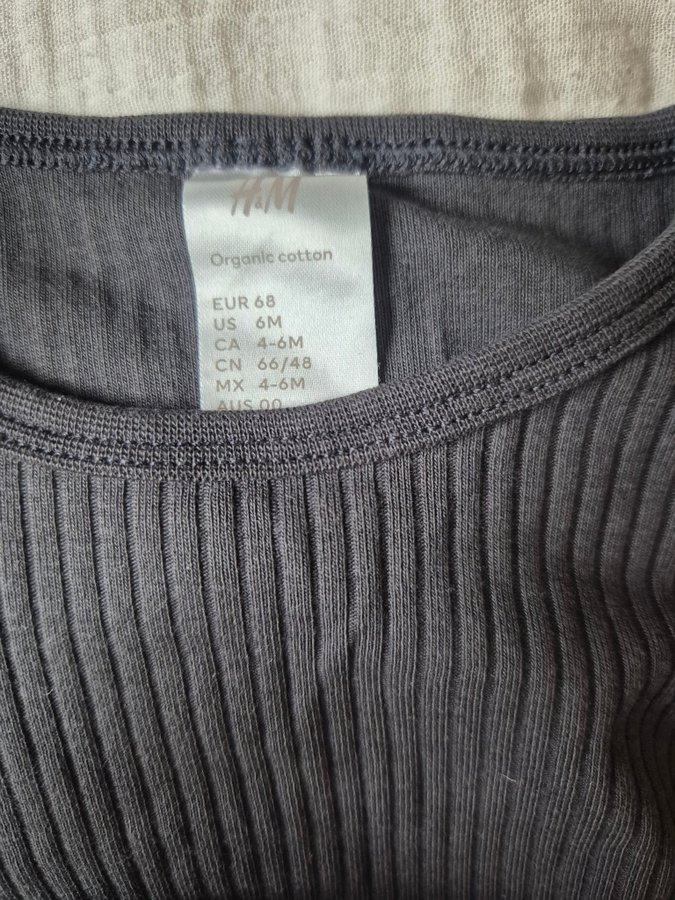 H&M
Organic cotton
EUR 68
US 6M
CA 4-6M
CN 66/48
MX 4-6M
AUS 00